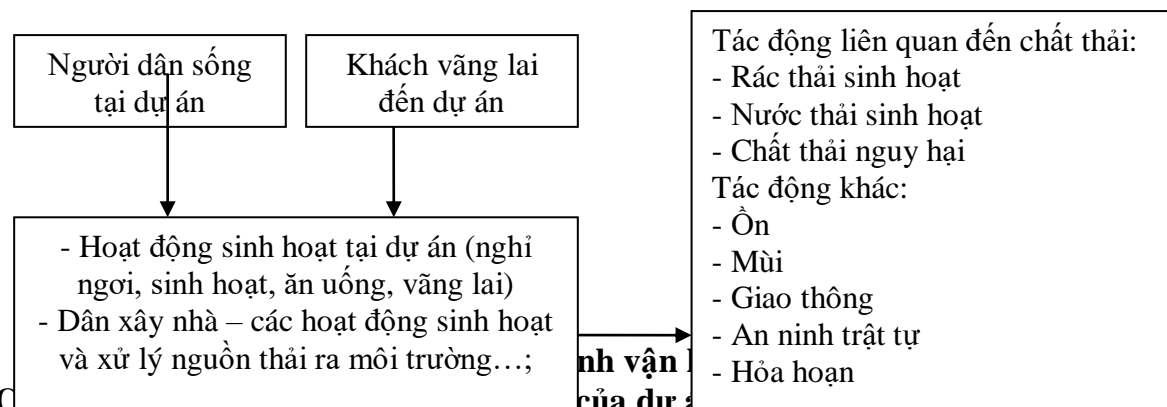 Người dân sống
tại dự án
Khách vãng lai
đến dự án
- Hoạt động sinh hoạt tại dự án (nghỉ
ngơi, sinh hoạt, ăn uống, vãng lai)
- Dân xây nhà – các hoạt động sinh hoạt
và xử lý nguồn thải ra môi trường…;
Tác động liên quan đến chất thải:
- Rác thải sinh hoạt
- Nước thải sinh hoạt
- Chất thải nguy hại
Tác động khác:
- Ồn
- Mùi
- Giao thông
- An ninh trật tự
- Hỏa hoạn
vận
của dự